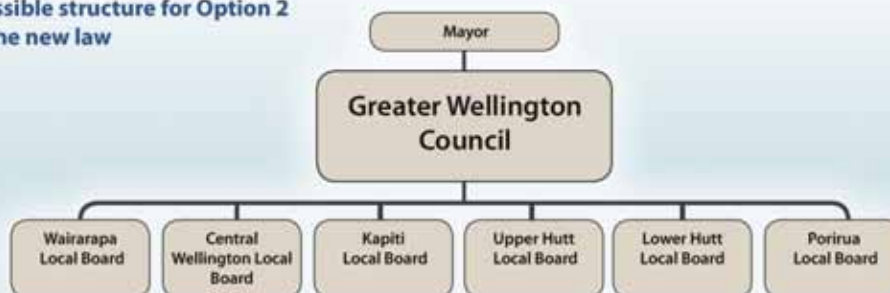 ssible structure for Option 2
he new law
Mayor
Greater Wellington
Council
Wairarapa
Local Board
Central
Wellington Local
Board
Kapiti
Local Board
Upper Hutt
Local Board
Lower Hutt
Local Board
Porirua
Local Board